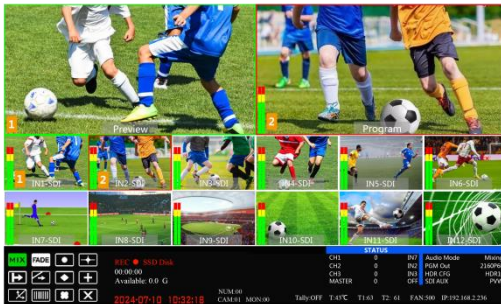 1 Preview
2 Program
1 IN1-SDI
2 IN2-SDI
IN3-SDI
IN4-SDI
IN5-SDI
IN6-SDI
IN7-SDI
IN8-SDI
IN9-SDI
IN10-SDI
IN11-SDI
IN12-SDI
MIX FADE
REC SSD Disk
00:00:00
Available: 0.0 G
2024-07-10 10:32:18
NUM:00
CAM:01 MON:00
STATUS
CH1 0 IN7 Audio Mode Mixing
CH2 0 IN2 PGM Out 2160P6
CH3 0 IN3 HDR CFG HDR1
MASTER 0 OFF SDI AUX
Tally:OFF T:43℃ T1:63 T2: 61 FAN:50% IP:192.168.2.236